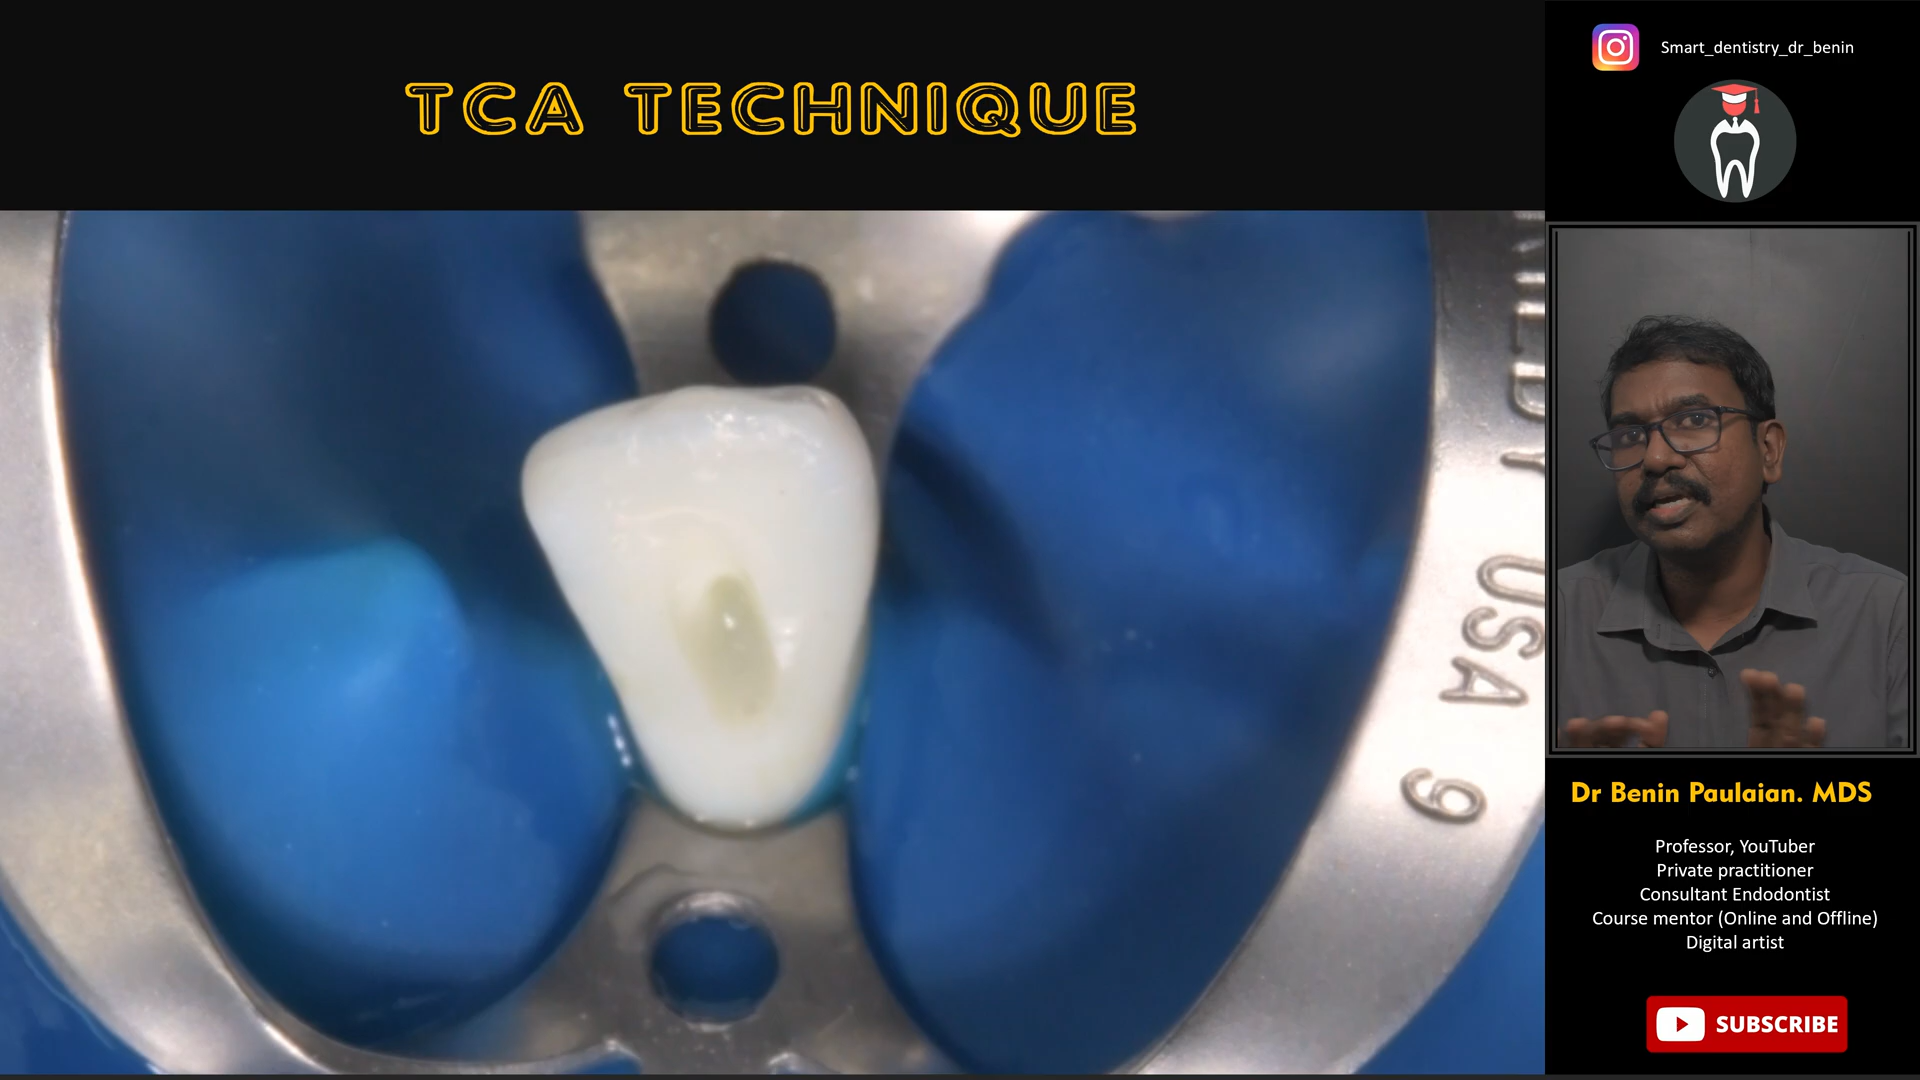 TCA TECHNIQUE
Smart_dentistry_dr_benin
USA
9
Dr Benin Paulaian. MDS
Professor, YouTuber
Private practitioner
Consultant Endodontist
Course mentor (Online and Offline)
Digital artist
SUBSCRIBE